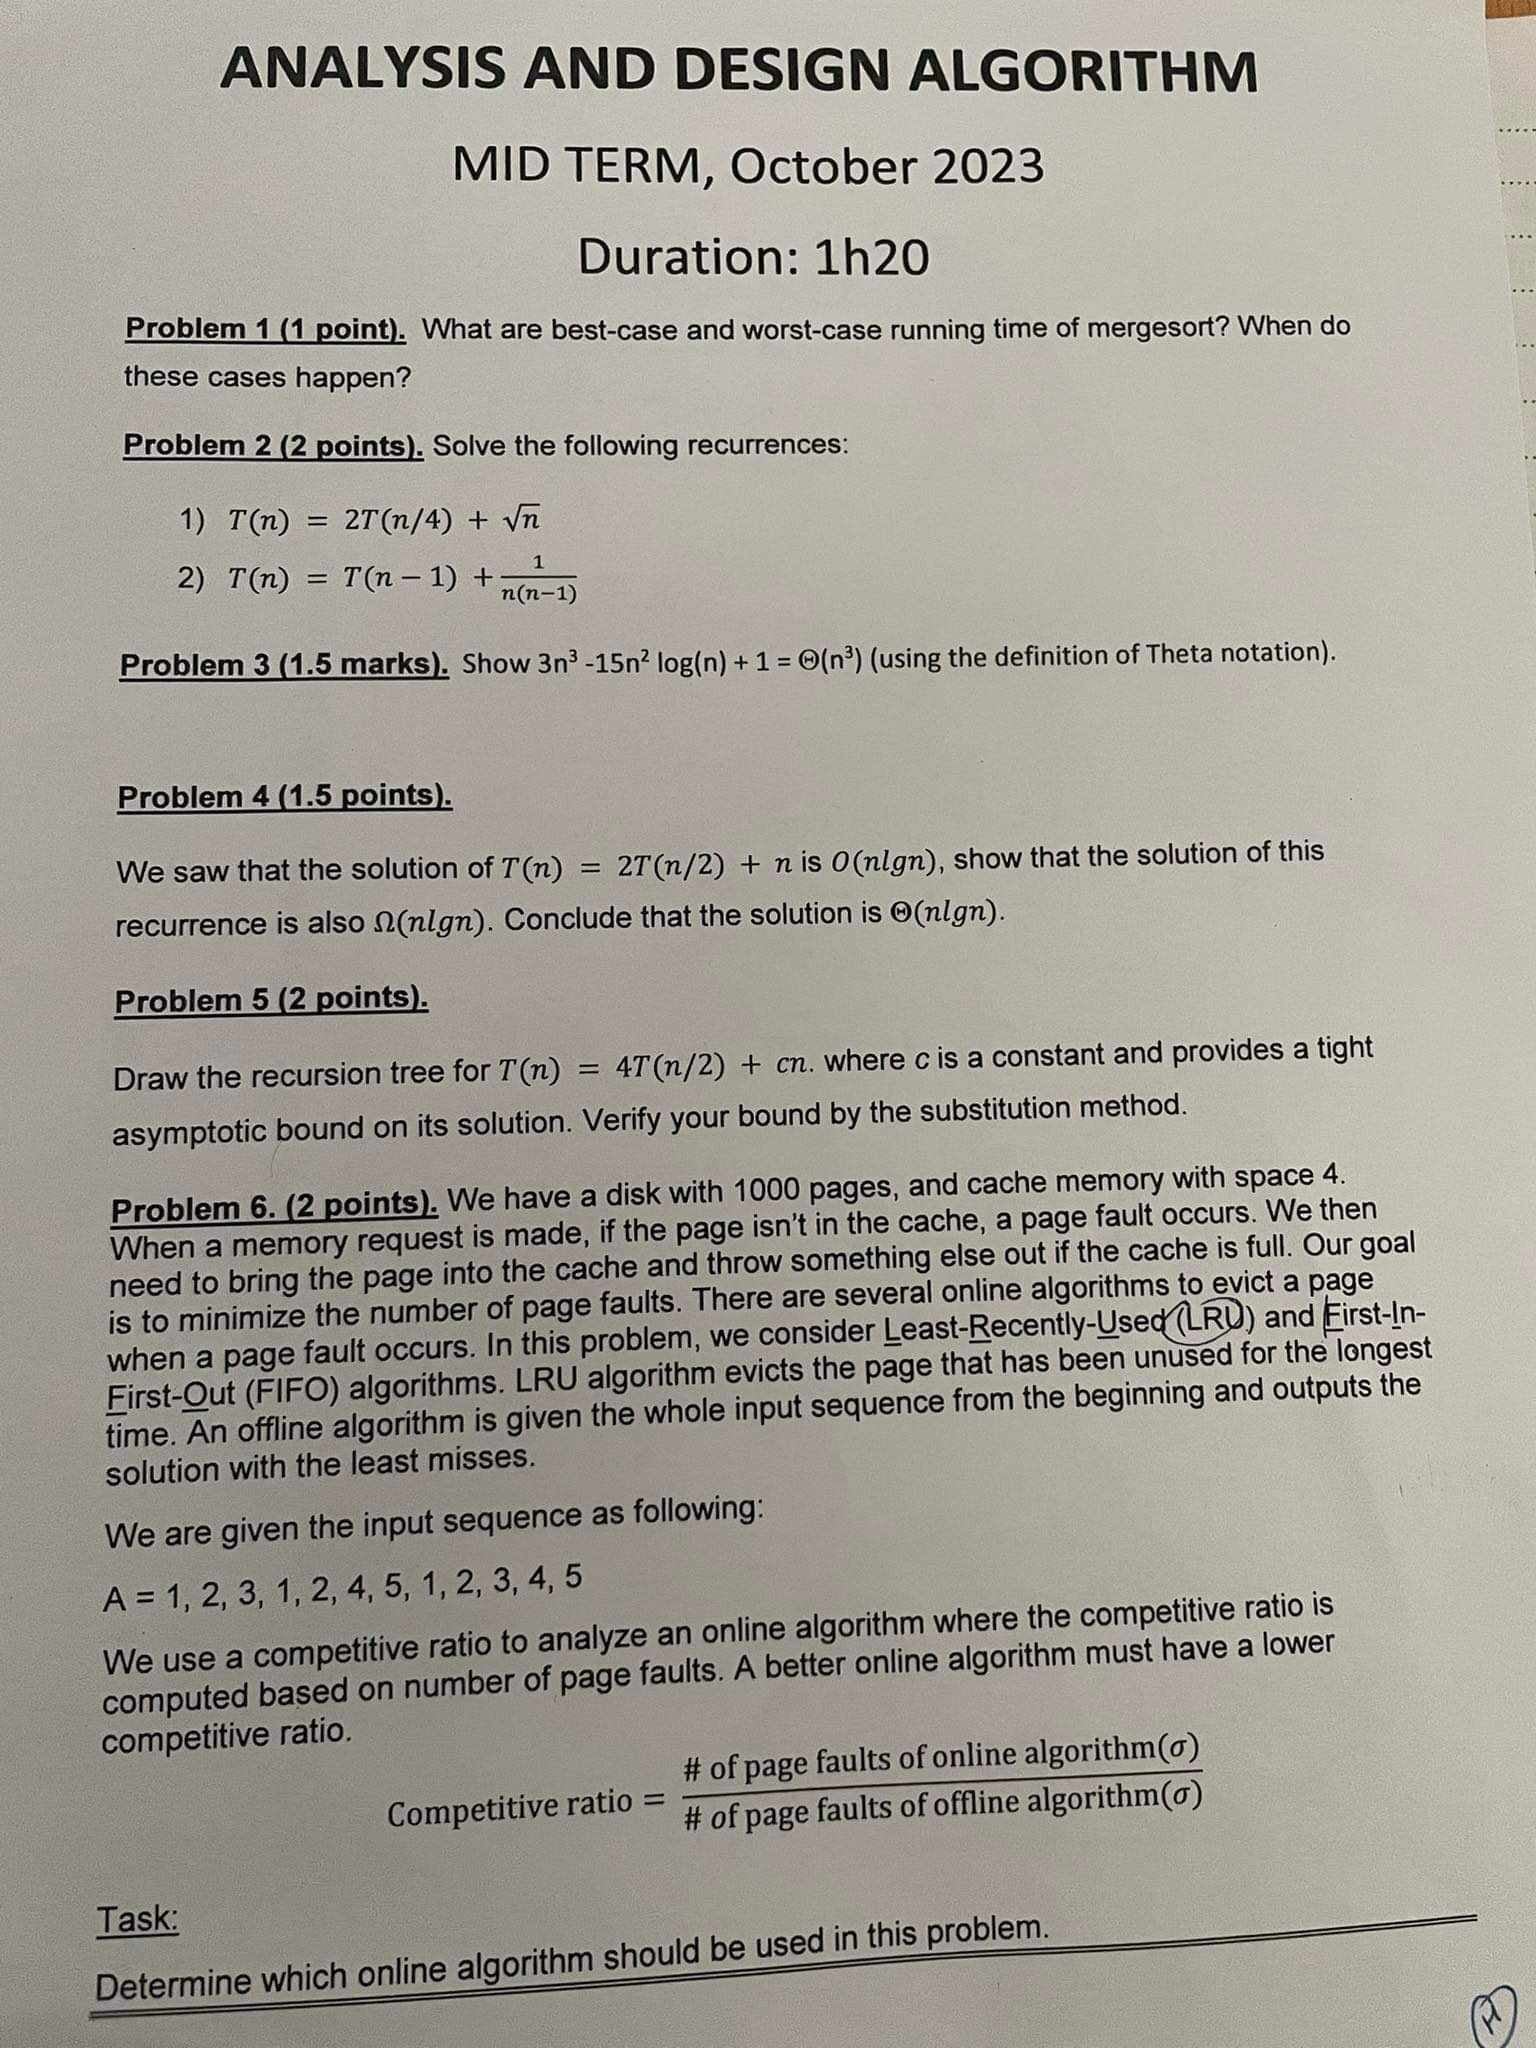 ANALYSIS AND DESIGN ALGORITHM
MID TERM, October 2023
Duration: 1h20
Problem 1 (1 point). What are best-case and worst-case running time of mergesort? When do
these cases happen?
Problem 2 (2 points). Solve the following recurrences:
1) T(n) = 2T(n/4) + √n
2) T(n) = T(n − 1) + 1/n(n−1)
Problem 3 (1.5 marks). Show 3n³ -15n² log(n) + 1 = Θ(n³) (using the definition of Theta notation).
Problem 4 (1.5 points).
We saw that the solution of T(n) = 2T(n/2) + n is O(nlgn), show that the solution of this
recurrence is also Ω(nlgn). Conclude that the solution is Θ(nlgn).
Problem 5 (2 points).
Draw the recursion tree for T(n) = 4T(n/2) + cn. where c is a constant and provides a tight
asymptotic bound on its solution. Verify your bound by the substitution method.
Problem 6. (2 points). We have a disk with 1000 pages, and cache memory with space 4.
When a memory request is made, if the page isn't in the cache, a page fault occurs. We then
need to bring the page into the cache and throw something else out if the cache is full. Our goal
is to minimize the number of page faults. There are several online algorithms to evict a page
when a page fault occurs. In this problem, we consider Least-Recently-Used (LRU) and First-In-
First-Out (FIFO) algorithms. LRU algorithm evicts the page that has been unused for the longest
time. An offline algorithm is given the whole input sequence from the beginning and outputs the
solution with the least misses.
We are given the input sequence as following:
A = 1, 2, 3, 1, 2, 4, 5, 1, 2, 3, 4, 5
We use a competitive ratio to analyze an online algorithm where the competitive ratio is
computed based on number of page faults. A better online algorithm must have a lower
competitive ratio.
# of page faults of online algorithm(σ)
Competitive ratio =
# of page faults of offline algorithm(σ)
Task:
Determine which online algorithm should be used in this problem.